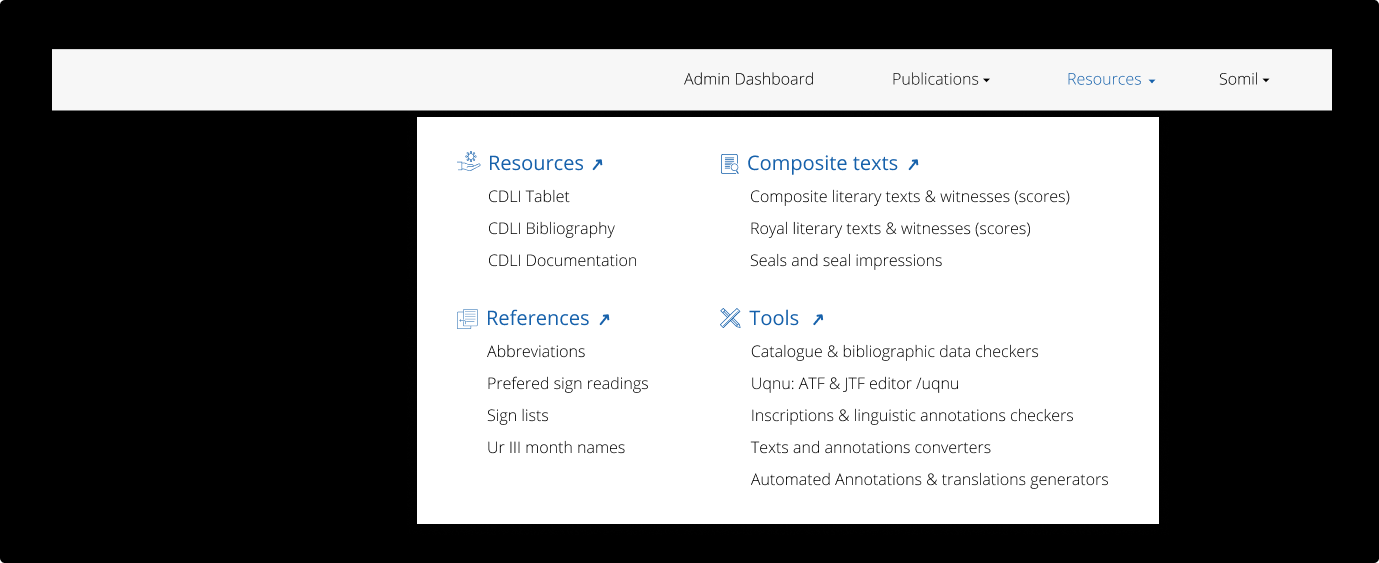 Admin Dashboard
Publications
Resources
Somil
Resources
CDLI Tablet
CDLI Bibliography
CDLI Documentation
Composite texts
Composite literary texts & witnesses (scores)
Royal literary texts & witnesses (scores)
Seals and seal impressions
References
Abbreviations
Prefered sign readings
Sign lists
Ur III month names
Tools
Catalogue & bibliographic data checkers
Uqnu: ATF & JTF editor /uqnu
Inscriptions & linguistic annotations checkers
Texts and annotations converters
Automated Annotations & translations generators